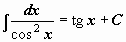 ∫ dx / cos² x = tg x + C